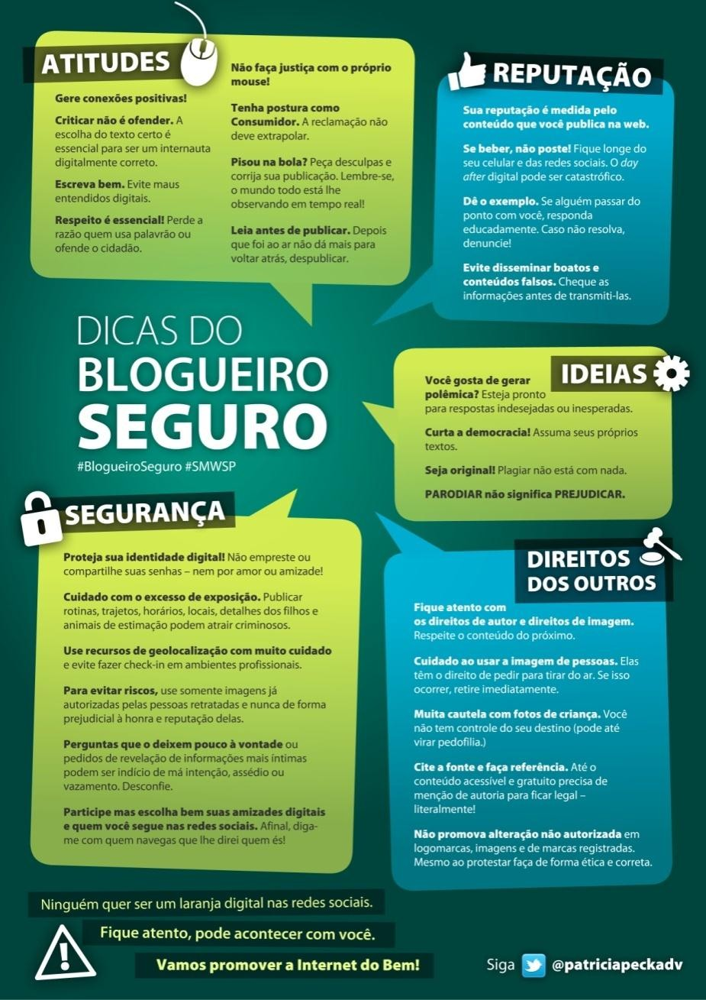 ATITUDES
Gere conexões positivas!
Criticar não é ofender. A
escolha do texto certo é
essencial para ser um internauta
digitalmente correto.
Escreva bem. Evite maus
entendidos digitais.
Respeito é essencial! Perde a
razão quem usa palavrão ou
ofende o cidadão.
Não faça justiça com o próprio
mouse!
Tenha postura como
Consumidor. A reclamação não
deve extrapolar.
Pisou na bola? Peça desculpas e
corrija sua publicação. Lembre-se,
o mundo todo está lhe
observando em tempo real!
Leia antes de publicar. Depois
que foi ao ar não dá mais para
voltar atrás, despublicar.
REPUTAÇÃO
Sua reputação é medida pelo
conteúdo que você publica na web.
Se beber, não poste! Fique longe do
seu celular e das redes sociais. O day
after digital pode ser catastrófico.
Dê o exemplo. Se alguém passar do
ponto com você, responda
educadamente. Caso não resolva,
denuncie!
Evite disseminar boatos e
conteúdos falsos. Cheque as
informações antes de transmiti-las.
DICAS DO
BLOGUEIRO
SEGURO
#BlogueiroSeguro #SMWSP
IDEIAS
Você gosta de gerar
polêmica? Esteja pronto
para respostas indesejadas ou inesperadas.
Curta a democracia! Assuma seus próprios
textos.
Seja original! Plagiar não está com nada.
PARODIAR não significa PREJUDICAR.
SEGURANÇA
Proteja sua identidade digital! Não empreste ou
compartilhe suas senhas – nem por amor ou amizade!
Cuidado com o excesso de exposição. Publicar
rotinas, trajetos, horários, locais, detalhes dos filhos e
animais de estimação podem atrair criminosos.
Use recursos de geolocalização com muito cuidado
e evite fazer check-in em ambientes profissionais.
Para evitar riscos, use somente imagens já
autorizadas pelas pessoas retratadas e nunca de forma
prejudicial à honra e reputação delas.
Perguntas que o deixem pouco à vontade ou
pedidos de revelação de informações mais íntimas
podem ser indício de má intenção, assédio ou
vazamento. Desconfie.
Participe mas escolha bem suas amizades digitais
e quem você segue nas redes sociais. Afinal, diga-
me com quem navegas que lhe direi quem és!
DIREITOS
DOS OUTROS
Fique atento com
os direitos de autor e direitos de imagem.
Respeite o conteúdo do próximo.
Cuidado ao usar a imagem de pessoas. Elas
têm o direito de pedir para tirar do ar. Se isso
ocorrer, retire imediatamente.
Muita cautela com fotos de criança. Você
não tem controle do seu destino (pode até
virar pedofilia.)
Cite a fonte e faça referência. Até o
conteúdo acessível e gratuito precisa de
menção de autoria para ficar legal –
literalmente!
Não promova alteração não autorizada em
logomarcas, imagens e de marcas registradas.
Mesmo ao protestar faça de forma ética e correta.
Ninguém quer ser um laranja digital nas redes sociais.
Fique atento, pode acontecer com você.
Vamos promover a Internet do Bem!
Siga @patriciapeckadv